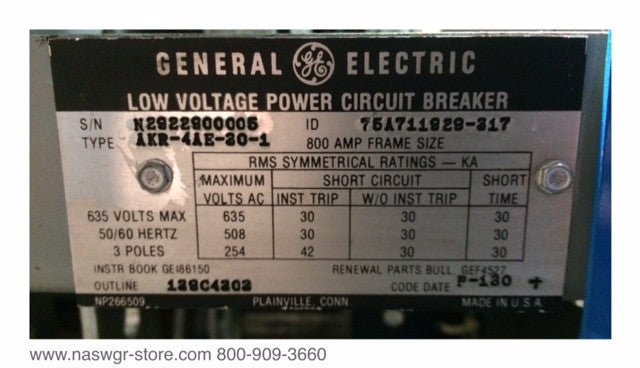 GENERAL GE ELECTRIC
LOW VOLTAGE POWER CIRCUIT BREAKER
S/N N2922800005 ID 75A711929-317
TYPE AKR-4AE-30-1 800 AMP FRAME SIZE
RMS SYMMETRICAL RATINGS — KA
MAXIMUM SHORT CIRCUIT SHORT
VOLTS AC INST TRIP W/O INST TRIP TIME
635 VOLTS MAX 635 30 30 30
50/60 HERTZ 508 30 30 30
3 POLES 254 42 30 30
INSTR BOOK GEI86150 RENEWAL PARTS BULL GEF4527
OUTLINE 139C4303 CODE DATE P-130 +
NP266509 PLAINVILLE, CONN MADE IN U.S.A.
www.naswgr-store.com 800-909-3660